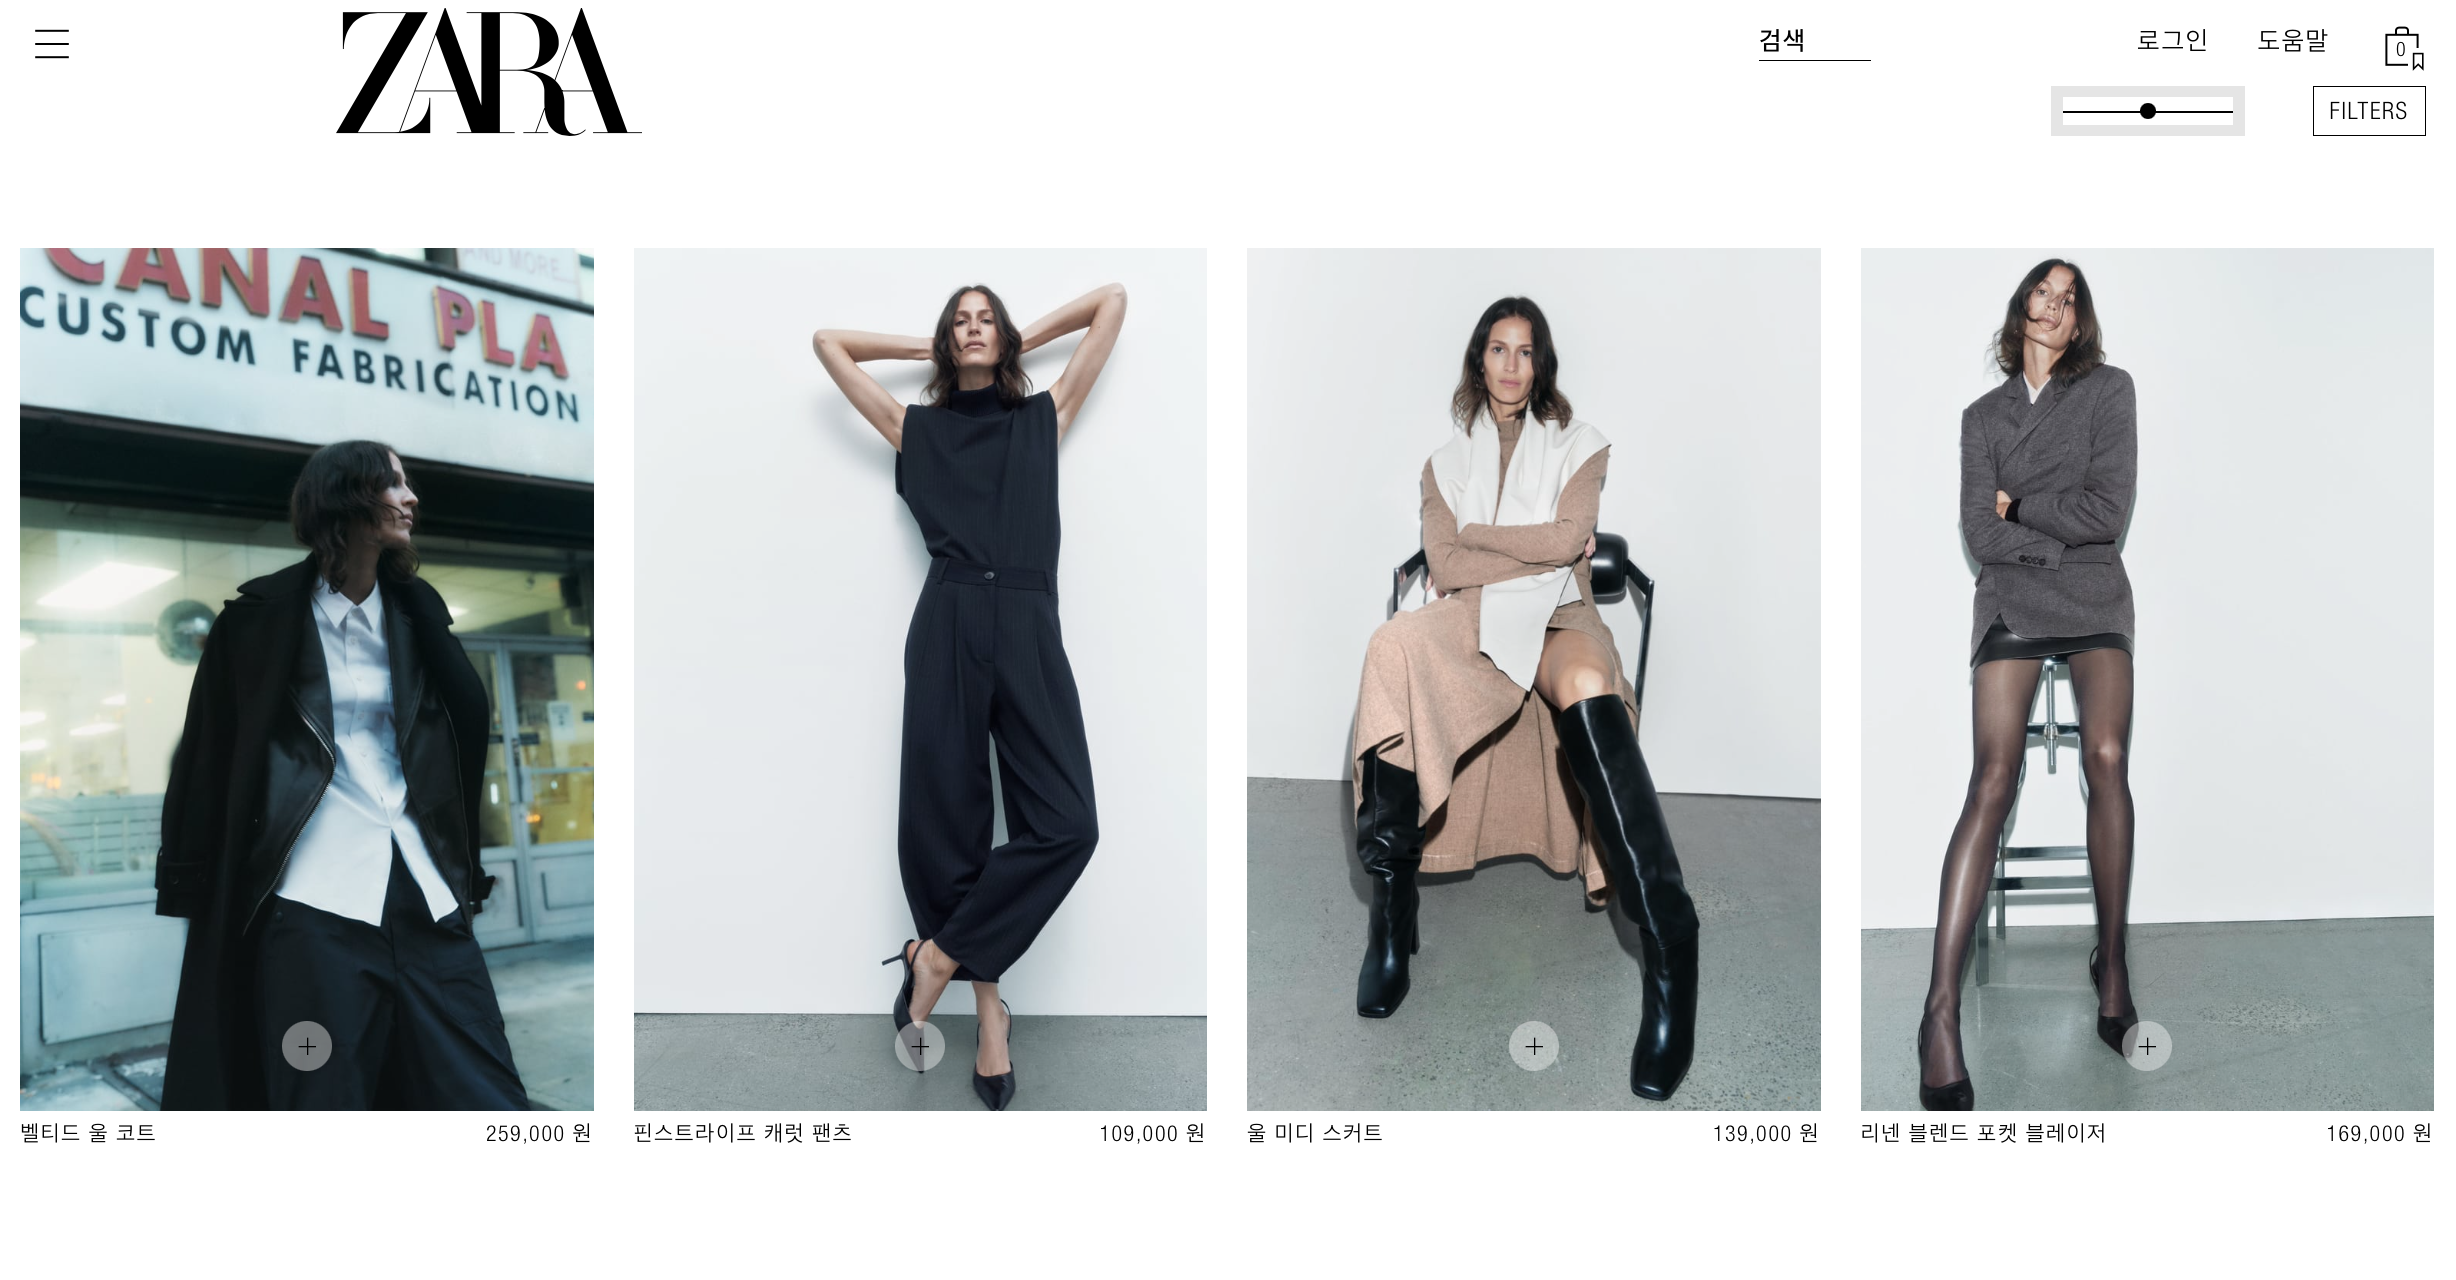 ZARA
검색
로그인
도움말
0
FILTERS
AND MORE...
CANAL PLA
CUSTOM FABRICATION
벨티드 울 코트
259,000 원
핀스트라이프 캐럿 팬츠
109,000 원
울 미디 스커트
139,000 원
리넨 블렌드 포켓 블레이저
169,000 원